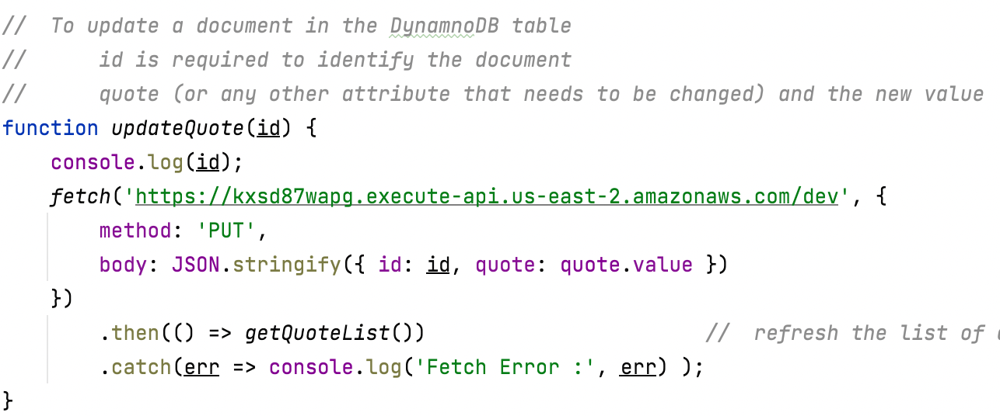 //  To update a document in the DynamnoDB table
//      id is required to identify the document
//      quote (or any other attribute that needs to be changed) and the new value
function updateQuote(id) {
    console.log(id);
    fetch('https://kxsd87wapg.execute-api.us-east-2.amazonaws.com/dev', {
        method: 'PUT',
        body: JSON.stringify({ id: id, quote: quote.value })
    })
        .then(() => getQuoteList())                       //  refresh the list of
        .catch(err => console.log('Fetch Error :', err) );
}